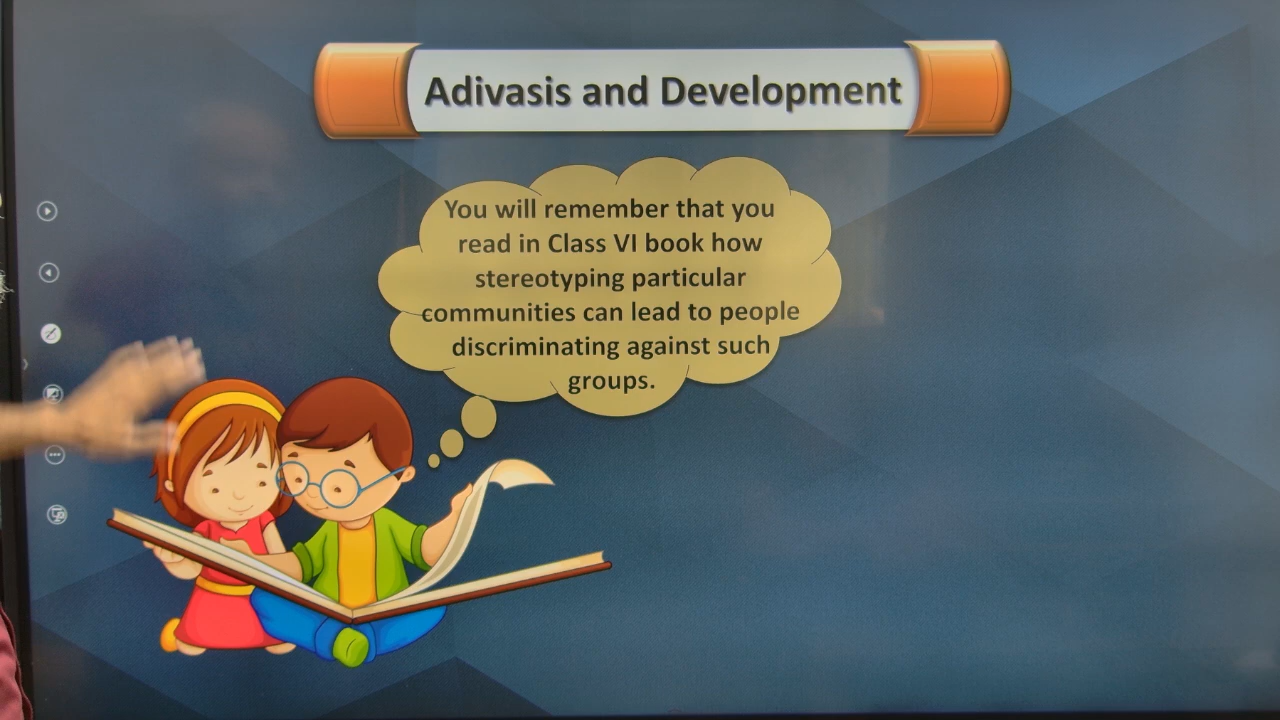 Adivasis and Development
You will remember that you
read in Class VI book how
stereotyping particular
communities can lead to people
discriminating against such
groups.